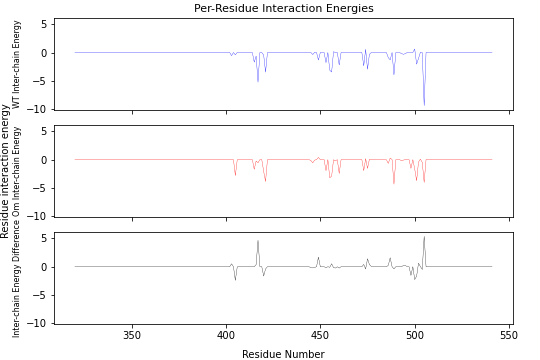 Per-Residue Interaction Energies
Residue interaction energy
WT Inter-chain Energy
5
0
−5
−10
Om Inter-chain Energy
5
0
−5
−10
Inter-chain Energy Difference
5
0
−5
−10
350
400
450
500
550
Residue Number